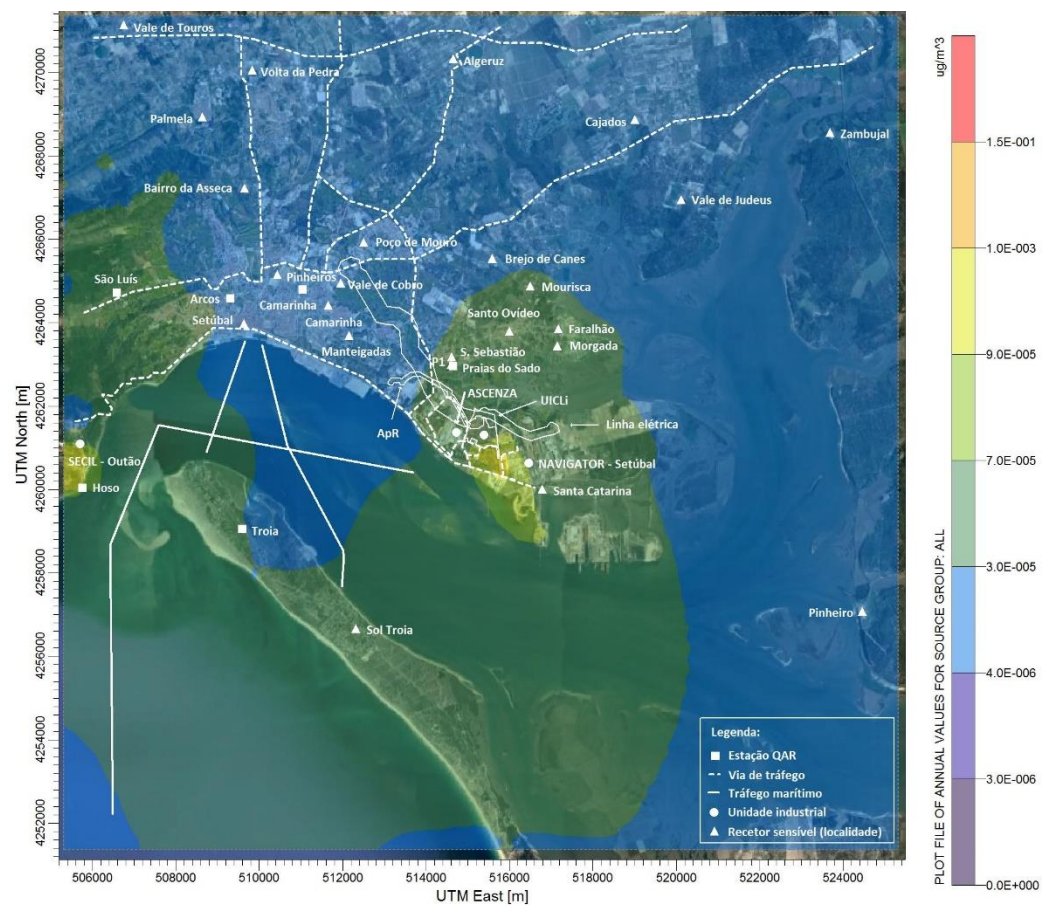 Vale de Touros
Volta da Pedra
Algeruz
Palmela
Cajados
Zambujal
Bairro da Asseca
Vale de Judeus
Poço de Mouro
Brejo de Canes
São Luís
Pinheiros
Vale de Cobro
Mourisca
Arcos
Camarinha
Santo Ovídeo
Setúbal
Camarinha
Faralhão
Manteigadas
Morgada
P1
S. Sebastião
Praias do Sado
ASCENZA
UICLi
ApR
Linha elétrica
SECIL - Outão
NAVIGATOR - Setúbal
Hoso
Santa Catarina
Troia
Pinheiro
Sol Troia
Legenda:
Estação QAR
Via de tráfego
Tráfego marítimo
Unidade industrial
Recetor sensível (localidade)
UTM North [m]
4270000
4268000
4266000
4264000
4262000
4260000
4258000
4256000
4254000
4252000
506000 508000 510000 512000 514000 516000 518000 520000 522000 524000
UTM East [m]
ug/m^3
PLOT FILE OF ANNUAL VALUES FOR SOURCE GROUP: ALL
1.5E-001
1.0E-003
9.0E-005
7.0E-005
3.0E-005
4.0E-006
3.0E-006
0.0E+000